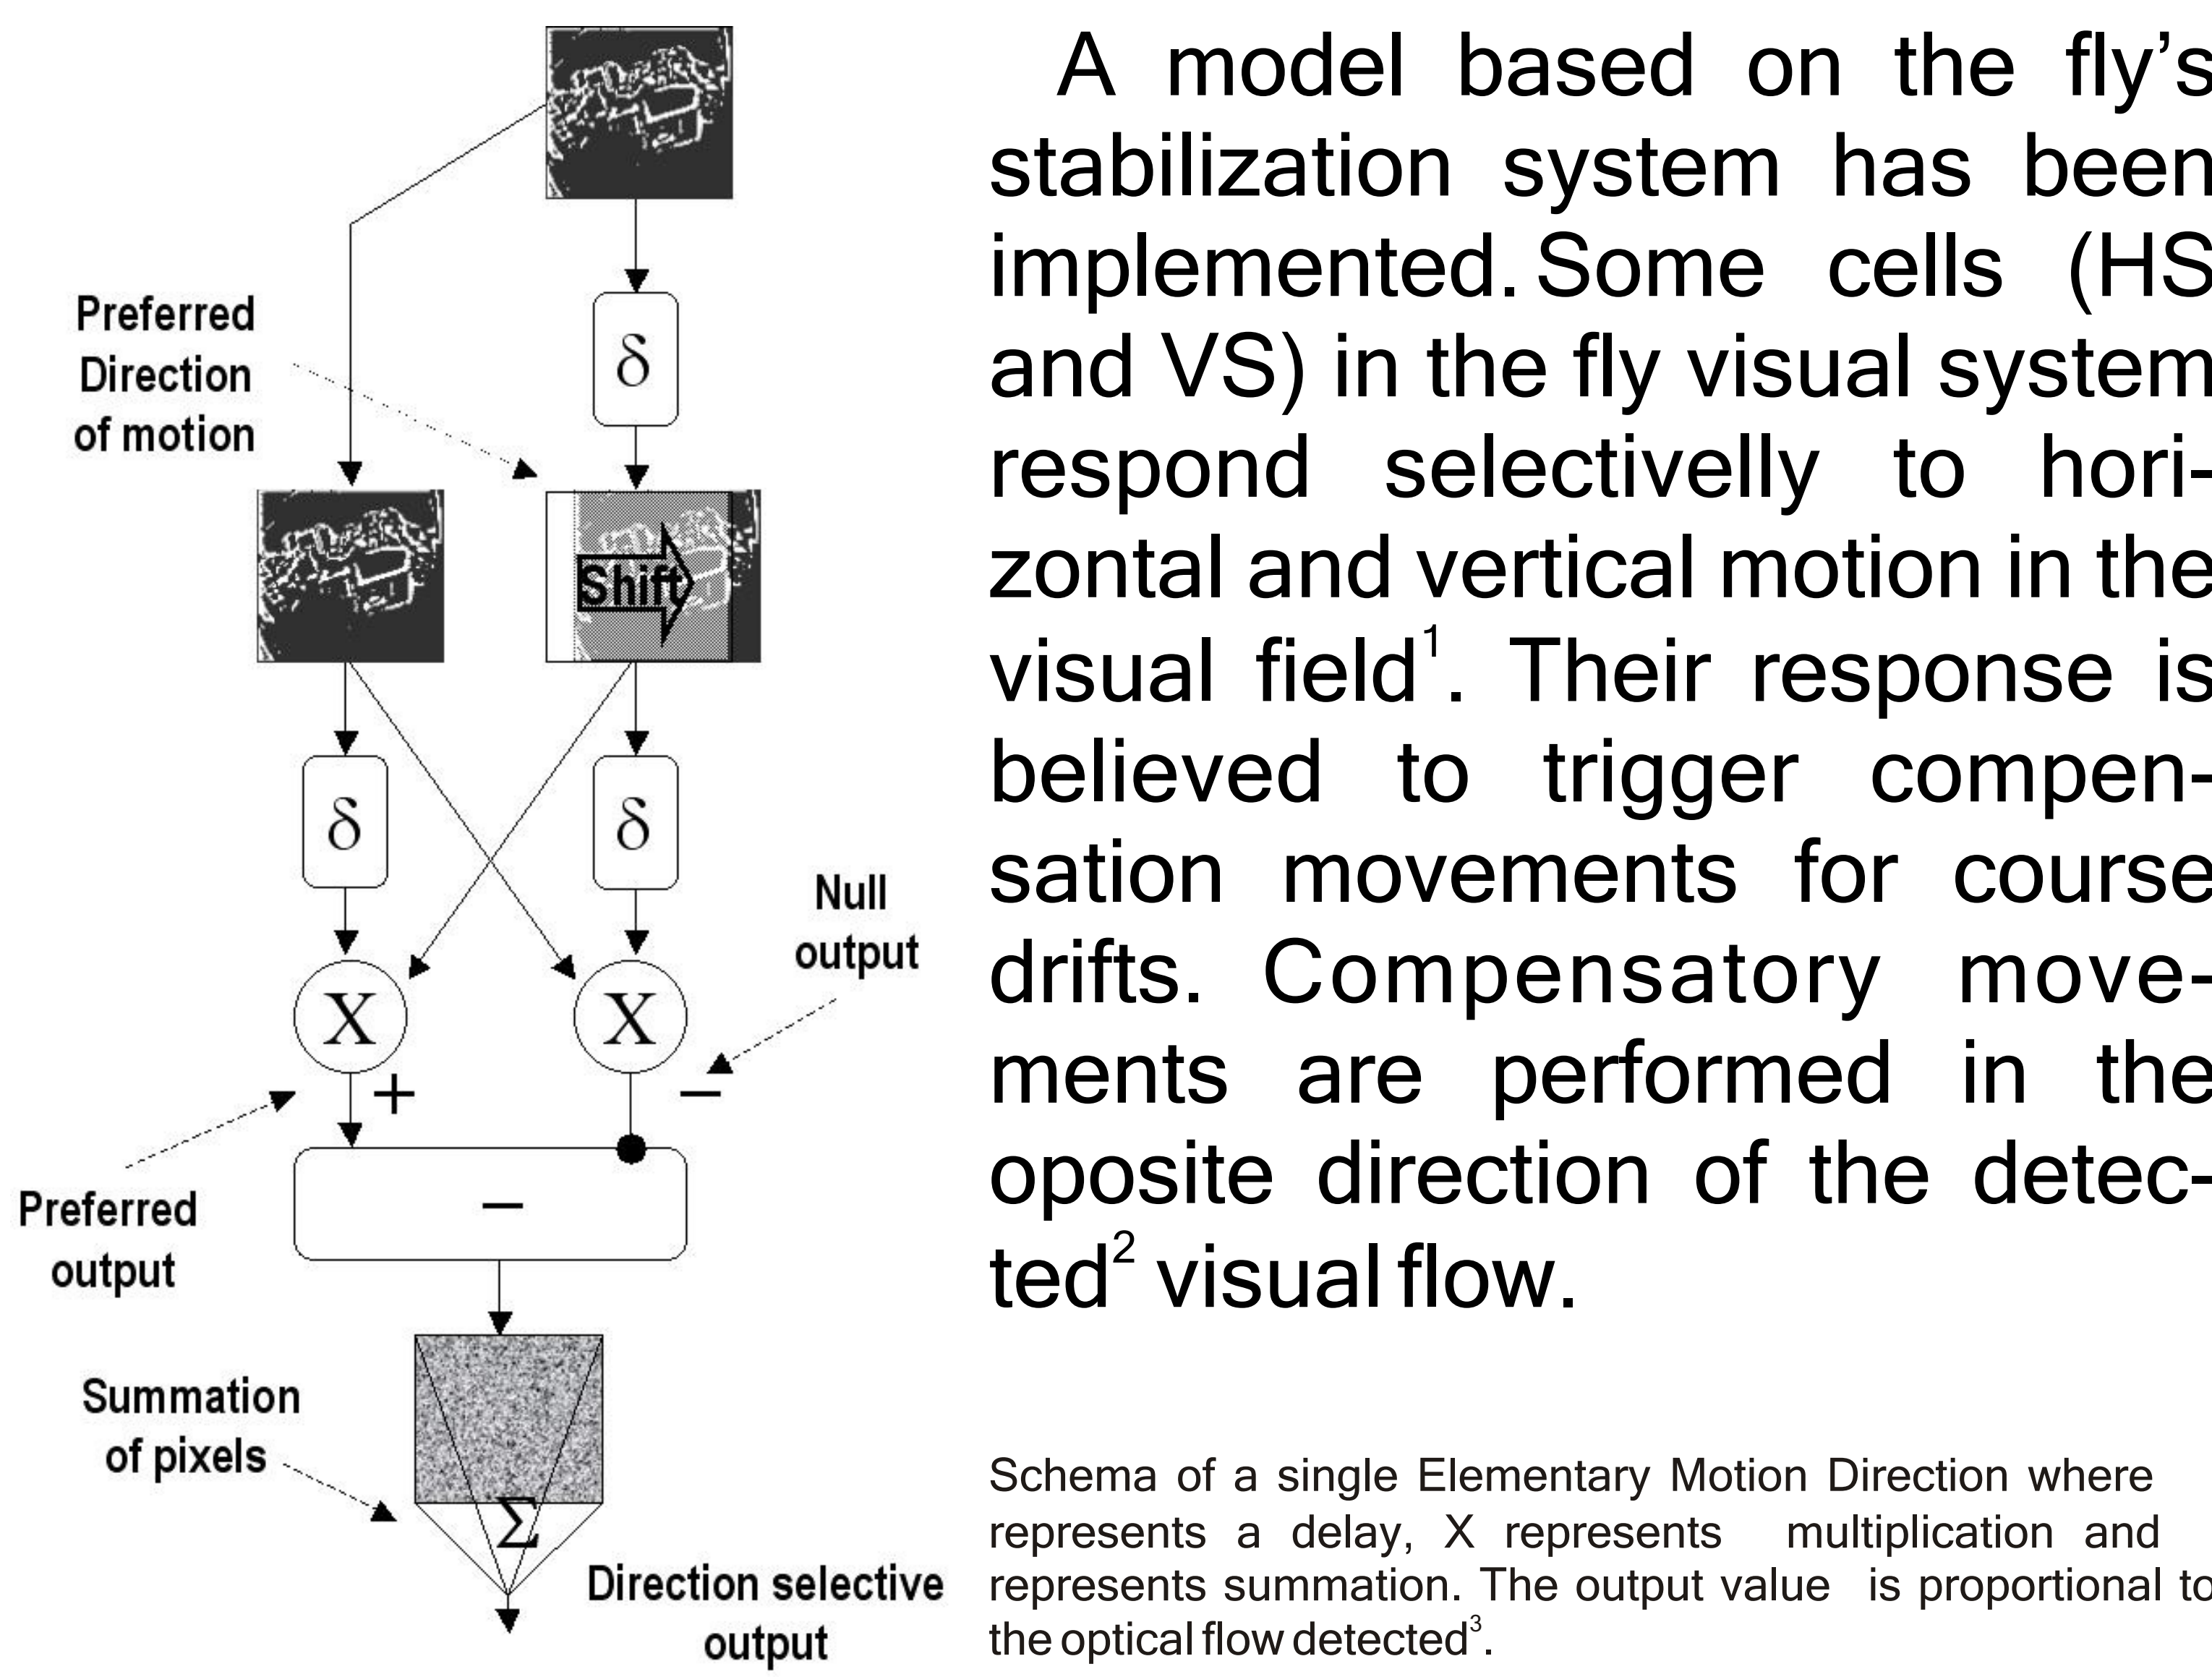 Preferred
Direction
of motion
δ
Shift
δ
δ
Null
output
X
X
+
−
Preferred
output
−
Summation
of pixels
Σ
Direction selective
output
A model based on the fly’s
stabilization system has been
implemented. Some cells (HS
and VS) in the fly visual system
respond selectivelly to hori-
zontal and vertical motion in the
visual field¹. Their response is
believed to trigger compen-
sation movements for course
drifts. Compensatory move-
ments are performed in the
oposite direction of the detec-
ted² visual flow.
Schema of a single Elementary Motion Direction where
represents a delay, X represents multiplication and
represents summation. The output value is proportional to
the optical flow detected³.